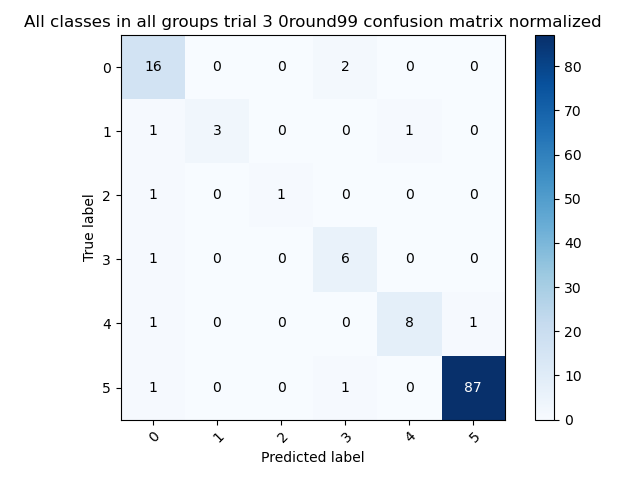 All classes in all groups trial 3 0round99 confusion matrix normalized
0 16 0 0 2 0 0
1 1 3 0 0 1 0
2 1 0 1 0 0 0
3 1 0 0 6 0 0
4 1 0 0 0 8 1
5 1 0 0 1 0 87
0 1 2 3 4 5
True label
Predicted label
80
70
60
50
40
30
20
10
0